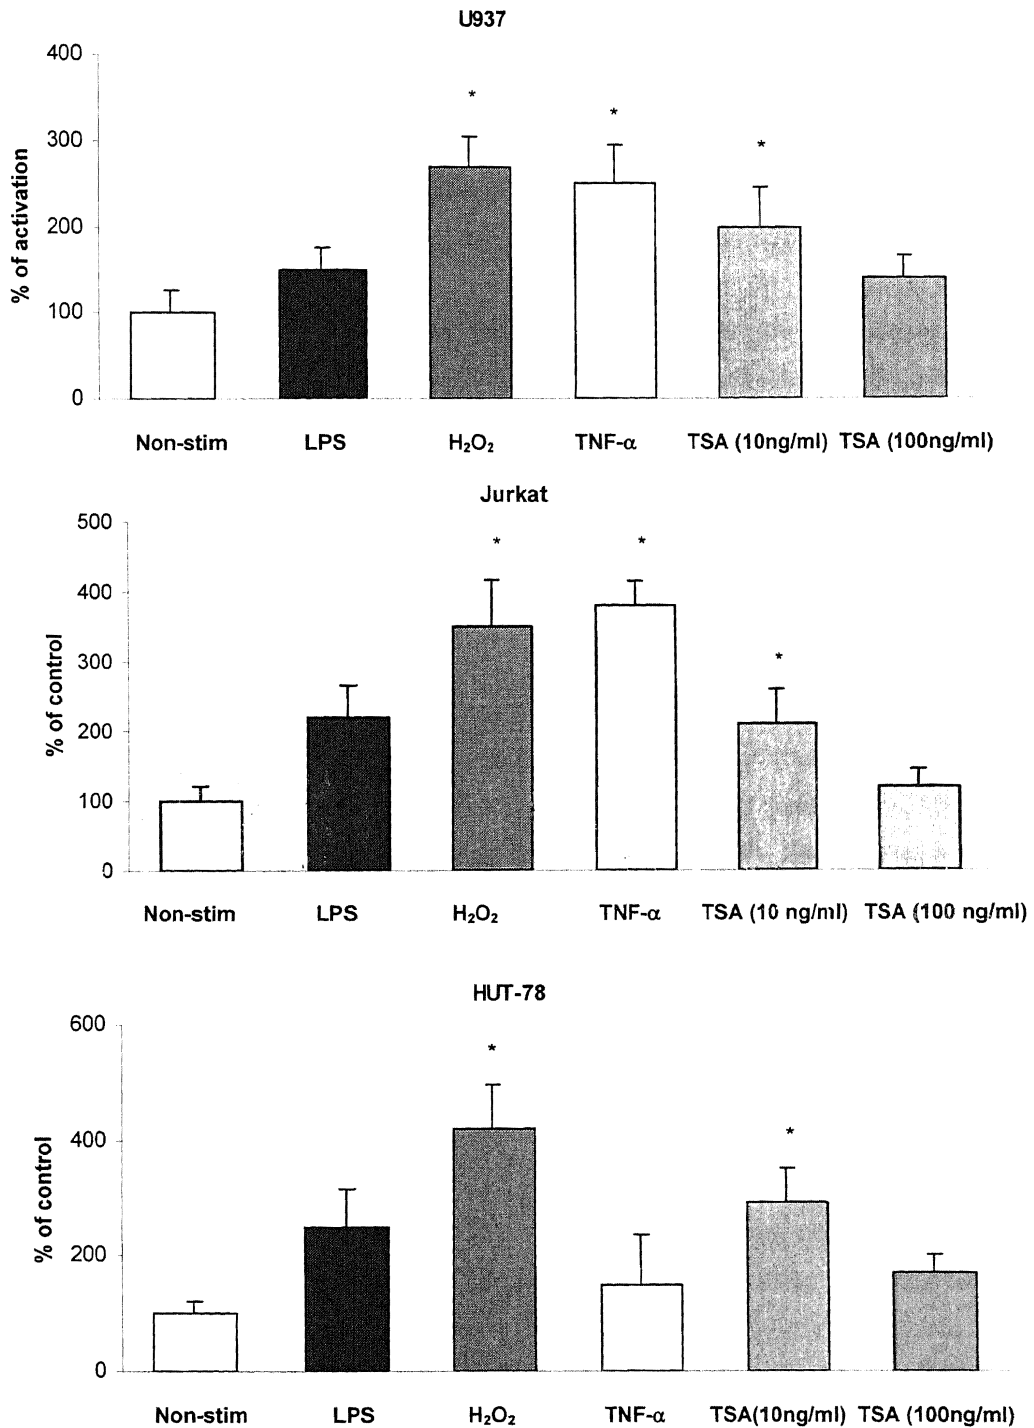 U937
% of activation
400
*
*
300
*
200
100
0
Non-stim LPS H₂O₂ TNF-α TSA (10ng/ml) TSA (100ng/ml)
Jurkat
% of control
500
*
*
400
*
300
200
100
0
Non-stim LPS H₂O₂ TNF-α TSA (10 ng/ml) TSA (100 ng/ml)
HUT-78
% of control
600
*
*
400
200
0
Non-stim LPS H₂O₂ TNF-α TSA(10ng/ml) TSA (100ng/ml)